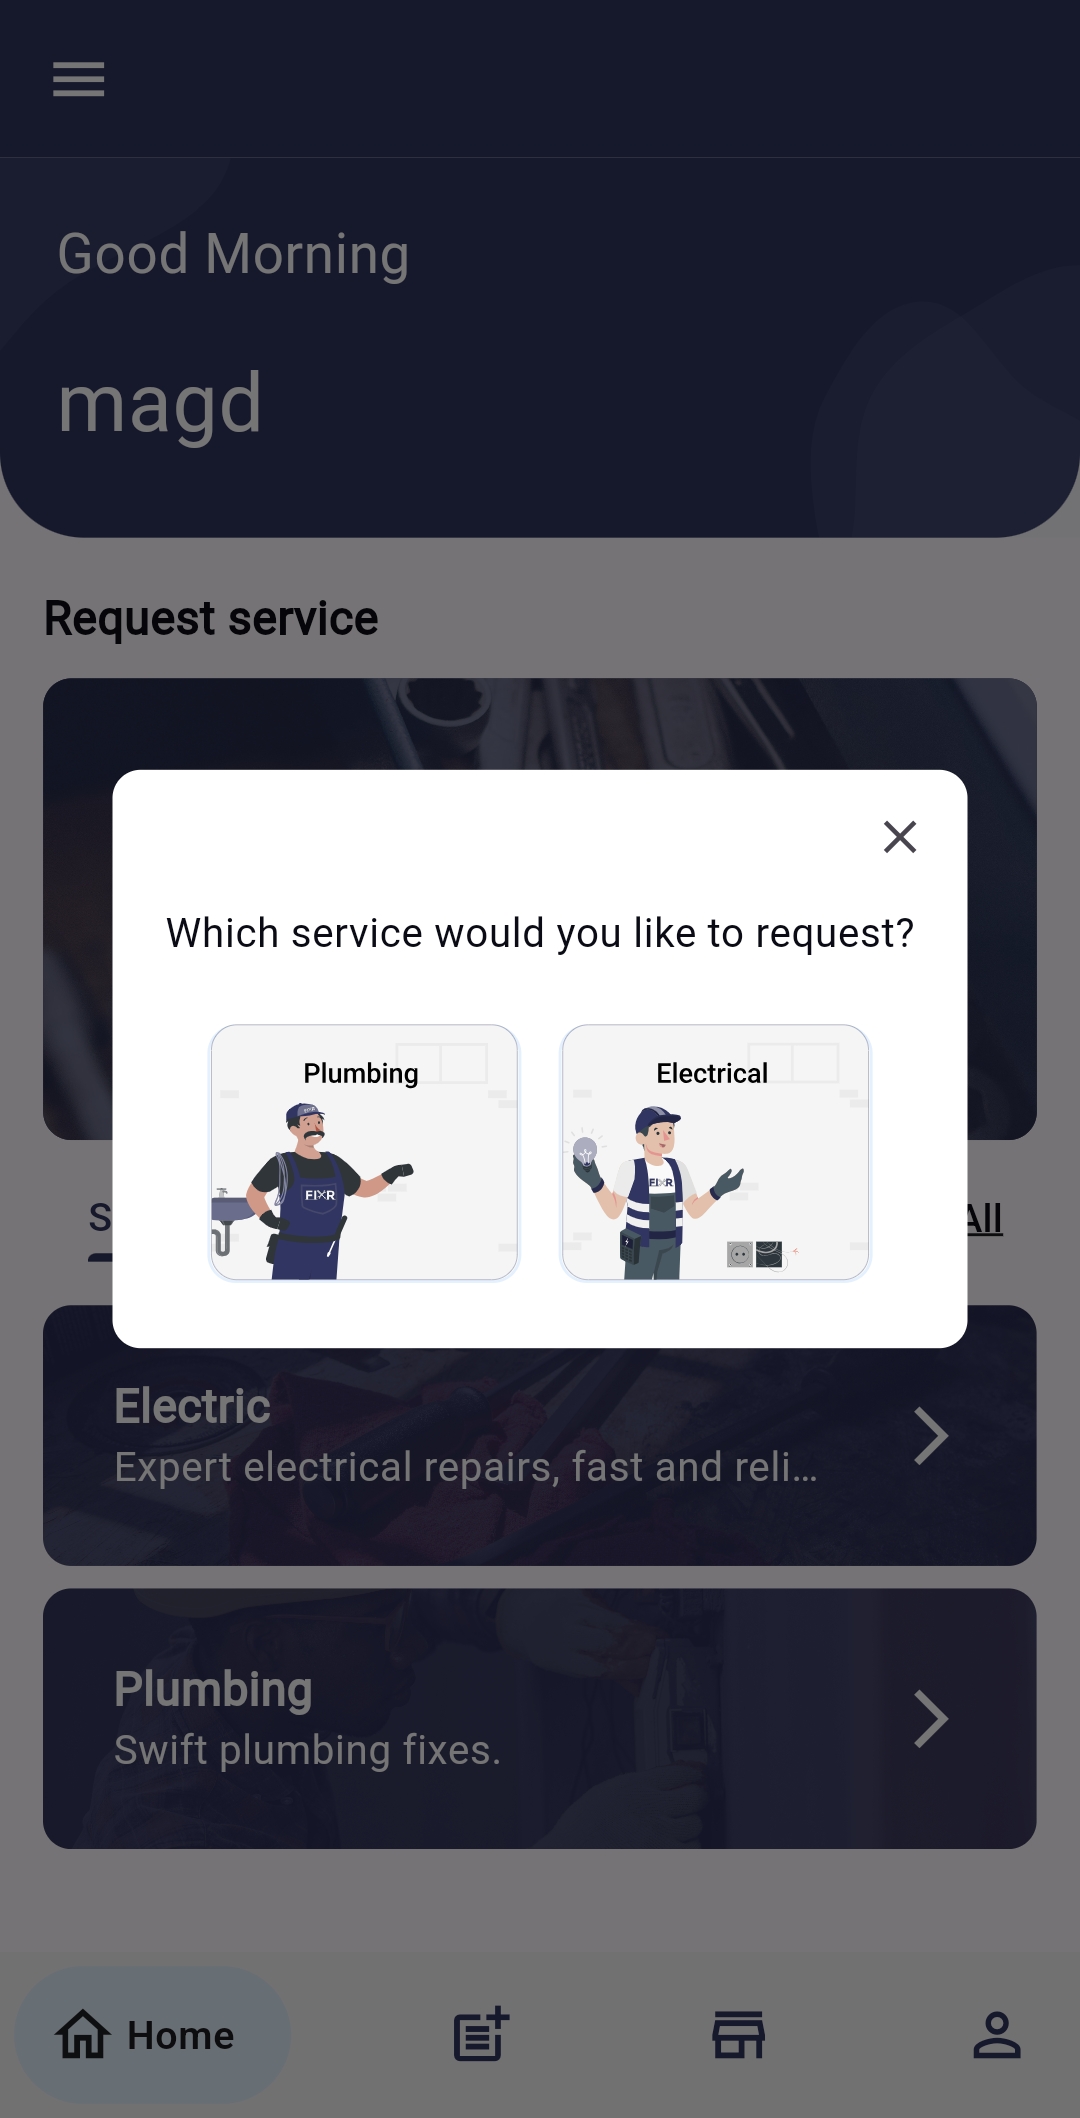 Good Morning
magd
Request service
Which service would you like to request?
Plumbing
Electrical
FIXR
FIXR
S
All
Electric
Expert electrical repairs, fast and reli...
Plumbing
Swift plumbing fixes.
Home